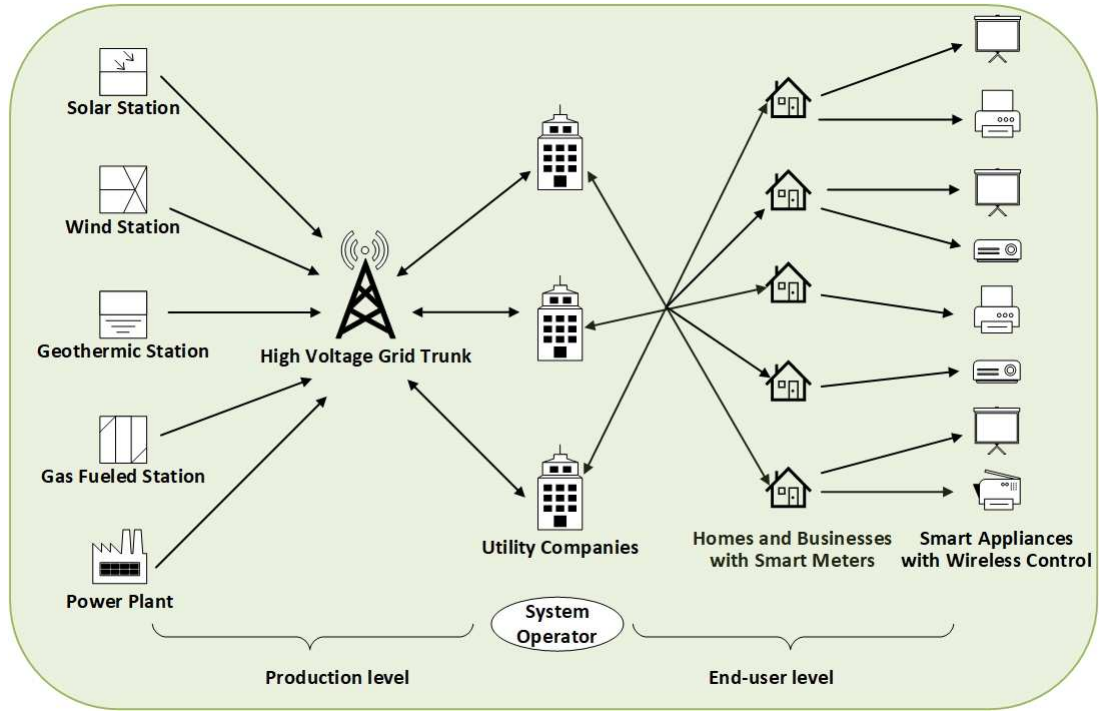 Solar Station
Wind Station
Geothermic Station
Gas Fueled Station
Power Plant
High Voltage Grid Trunk
Utility Companies
Homes and Businesses
with Smart Meters
Smart Appliances
with Wireless Control
System
Operator
Production level
End-user level